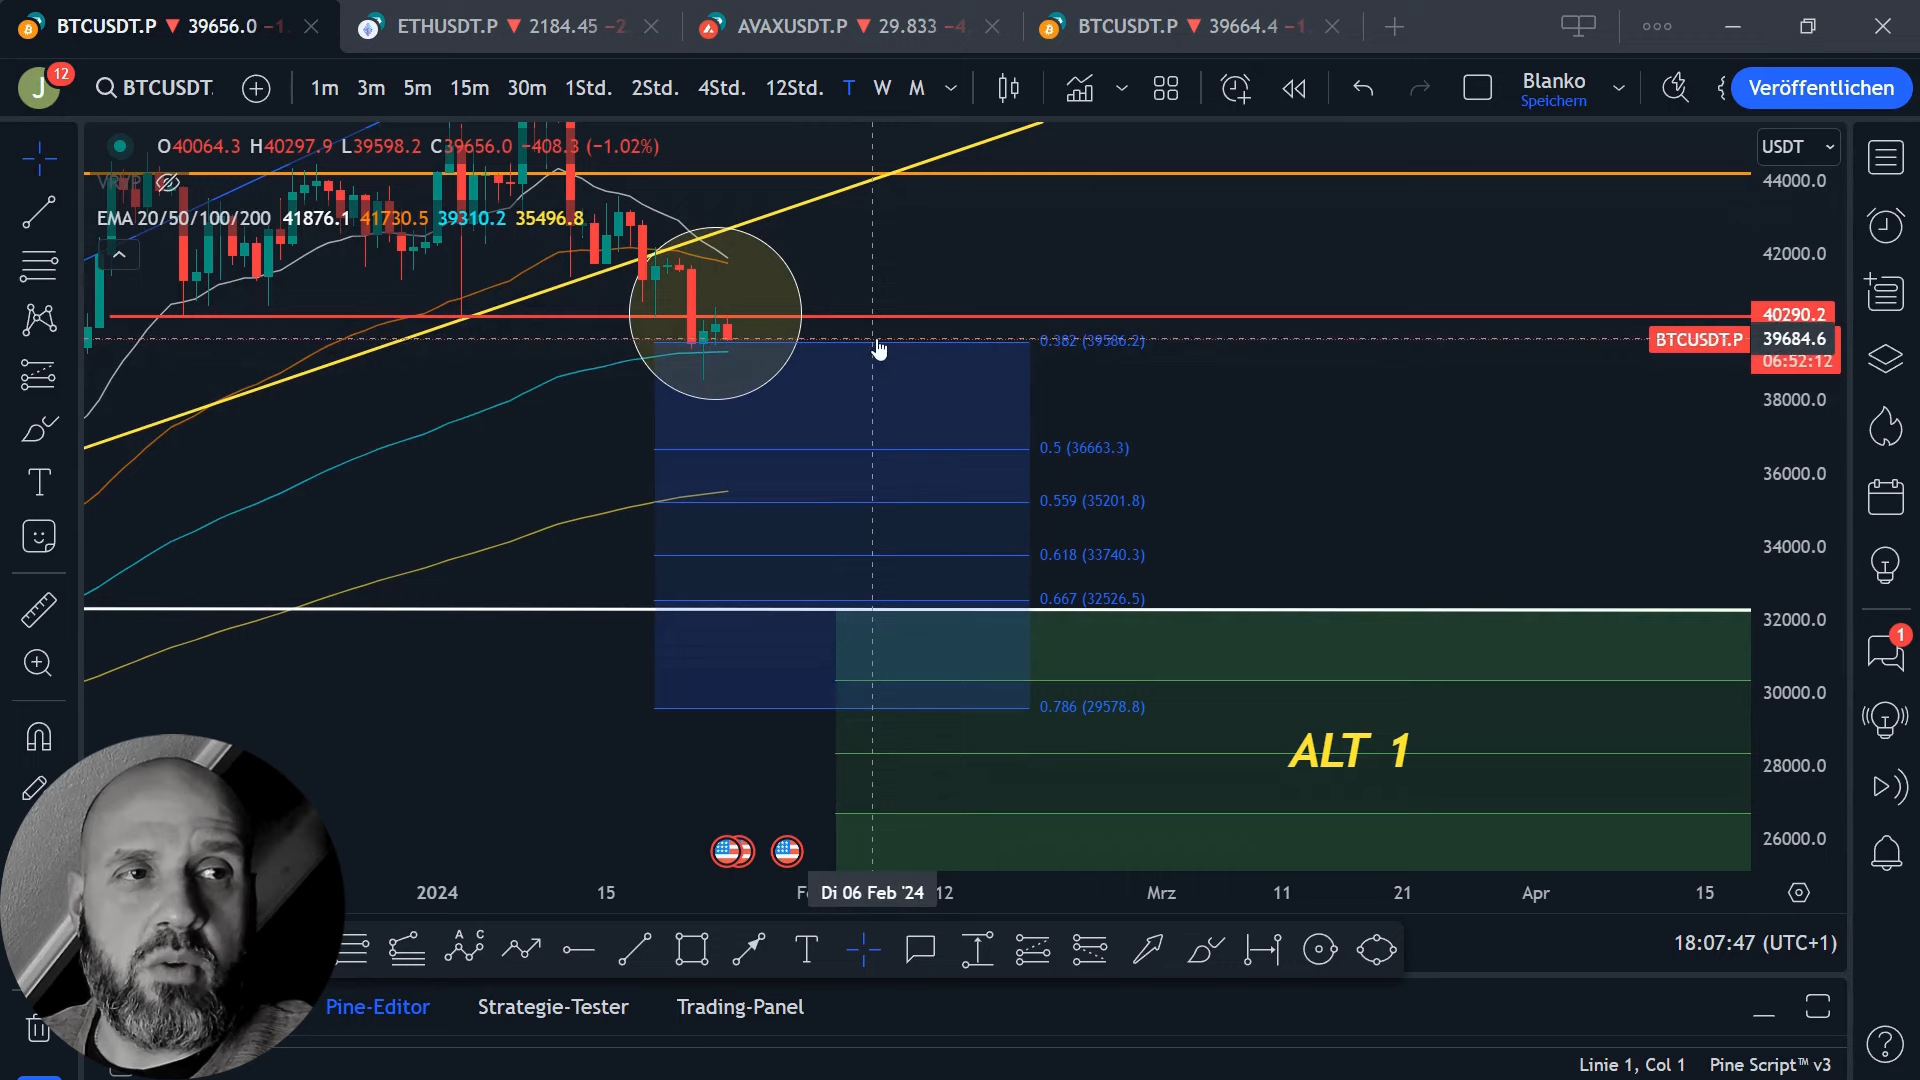 BTCUSDT.P ▼ 39656.0 −1.
ETHUSDT.P ▼ 2184.45 −2
AVAXUSDT.P ▼ 29.833 −4
BTCUSDT.P ▼ 39664.4 −1
J 12 BTCUSDT. 1m 3m 5m 15m 30m 1Std. 2Std. 4Std. 12Std. T W M Blanko Veröffentlichen
Speichern
O40064.3 H40297.9 L39598.2 C39656.0 −408.3 (−1.02%)
USDT
VRVP
EMA 20/50/100/200 41876.1 41730.5 39310.2 35496.8
44000.0
42000.0
40290.2
BTCUSDT.P 39684.6
06:52:12
38000.0
36000.0
34000.0
32000.0
30000.0
28000.0
26000.0
0.382 (39586.2)
0.5 (36663.3)
0.559 (35201.8)
0.618 (33740.3)
0.667 (32526.5)
0.786 (29578.8)
ALT 1
1
2024 15 Di 06 Feb '24 12 Mrz 11 21 Apr 15
18:07:47 (UTC+1)
A C
T
Pine-Editor Strategie-Tester Trading-Panel
Linie 1, Col 1 Pine Script™ v3